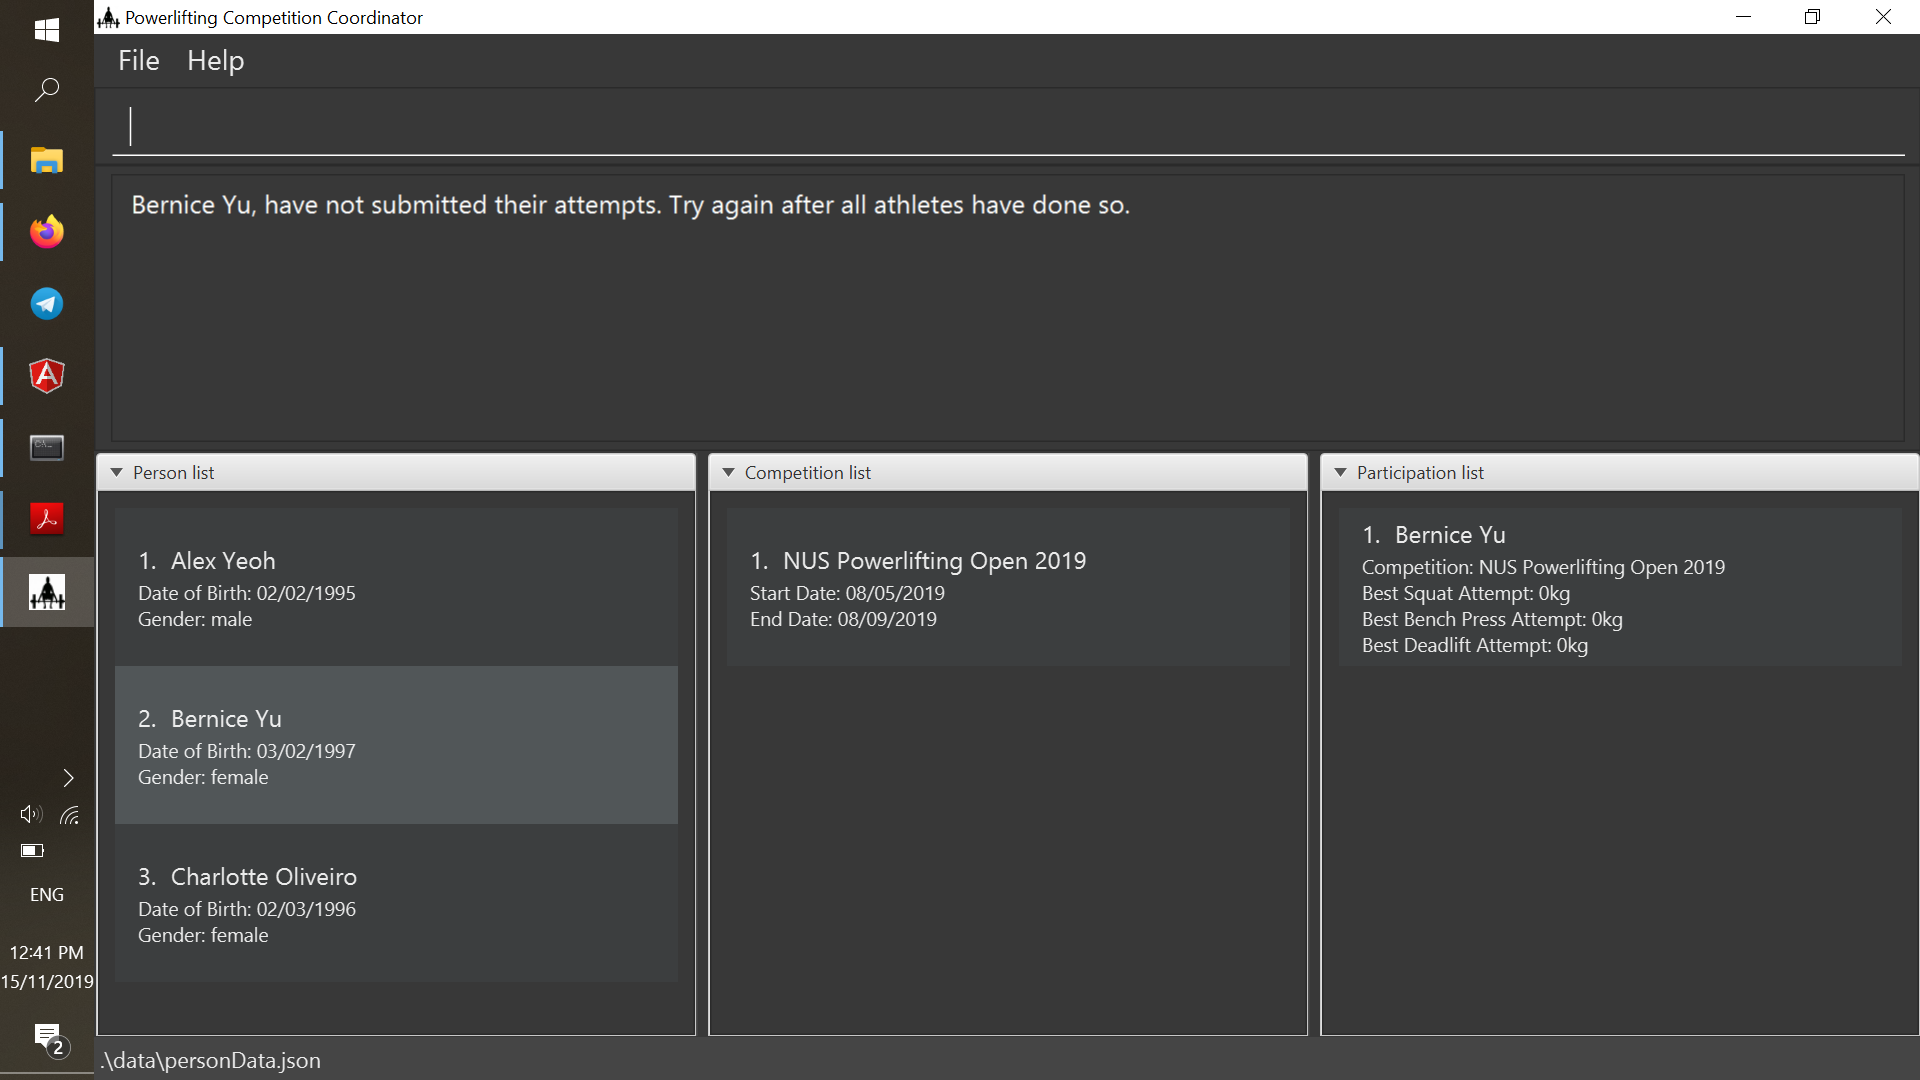 Powerlifting Competition Coordinator
File Help
Bernice Yu, have not submitted their attempts. Try again after all athletes have done so.
Person list
1. Alex Yeoh
Date of Birth: 02/02/1995
Gender: male
2. Bernice Yu
Date of Birth: 03/02/1997
Gender: female
3. Charlotte Oliveiro
Date of Birth: 02/03/1996
Gender: female
Competition list
1. NUS Powerlifting Open 2019
Start Date: 08/05/2019
End Date: 08/09/2019
Participation list
1. Bernice Yu
Competition: NUS Powerlifting Open 2019
Best Squat Attempt: 0kg
Best Bench Press Attempt: 0kg
Best Deadlift Attempt: 0kg
ENG
12:41 PM
15/11/2019
2
.\data\personData.json